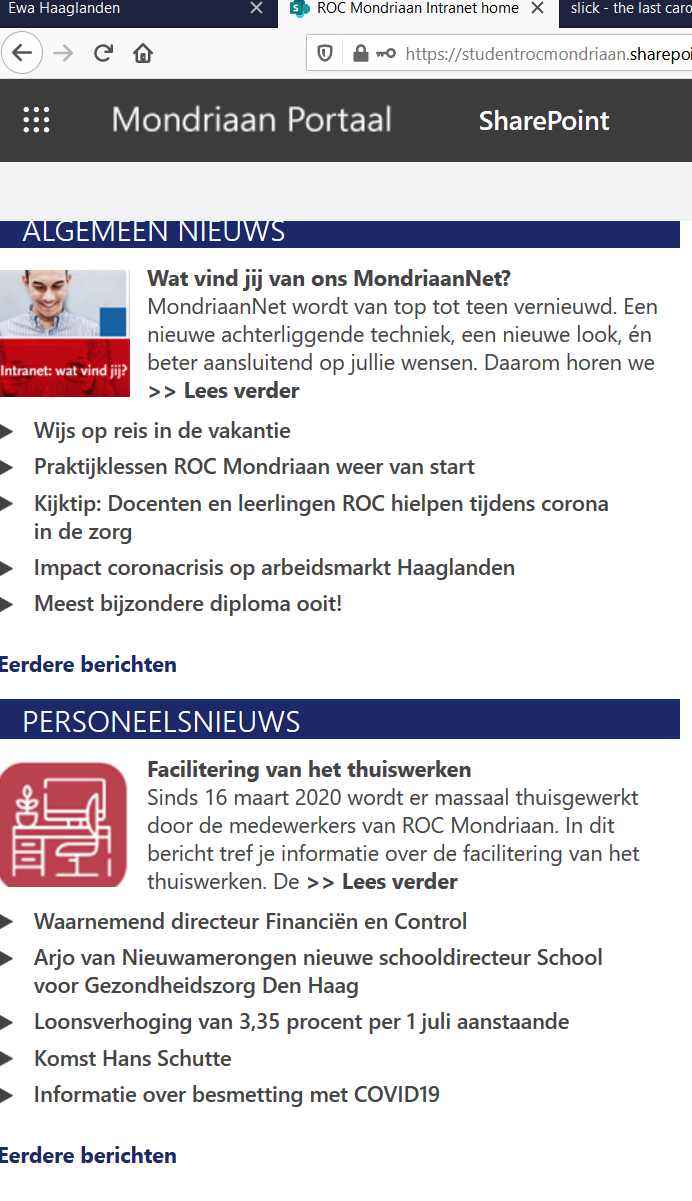 Ewa Haaglanden
ROC Mondriaan Intranet home
slick - the last caro
https://studentrocmondriaan.sharepoi
Mondriaan Portaal
SharePoint
ALGEMEEN NIEUWS
Intranet: wat vind jij?
Wat vind jij van ons MondriaanNet?
MondriaanNet wordt van top tot teen vernieuwd. Een
nieuwe achterliggende techniek, een nieuwe look, én
beter aansluitend op jullie wensen. Daarom horen we
>> Lees verder
Wijs op reis in de vakantie
Praktijklessen ROC Mondriaan weer van start
Kijktip: Docenten en leerlingen ROC hielpen tijdens corona
in de zorg
Impact coronacrisis op arbeidsmarkt Haaglanden
Meest bijzondere diploma ooit!
Eerdere berichten
PERSONEELSNIEUWS
Facilitering van het thuiswerken
Sinds 16 maart 2020 wordt er massaal thuisgewerkt
door de medewerkers van ROC Mondriaan. In dit
bericht tref je informatie over de facilitering van het
thuiswerken. De >> Lees verder
Waarnemend directeur Financiën en Control
Arjo van Nieuwamerongen nieuwe schooldirecteur School
voor Gezondheidszorg Den Haag
Loonsverhoging van 3,35 procent per 1 juli aanstaande
Komst Hans Schutte
Informatie over besmetting met COVID19
Eerdere berichten